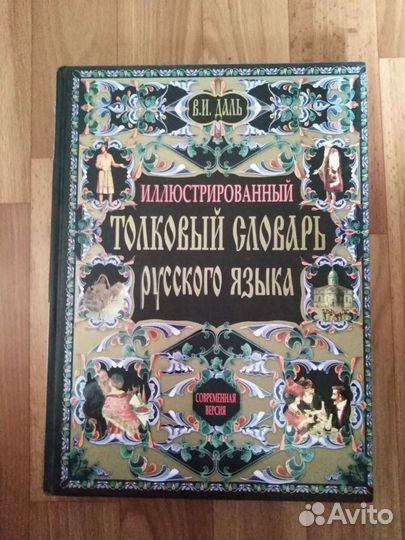 В.И. ДАЛЬ
ИЛЛЮСТРИРОВАННЫЙ
ТОЛКОВЫЙ СЛОВАРЬ
РУССКОГО ЯЗЫКА
СОВРЕМЕННАЯ
ВЕРСИЯ
Avito